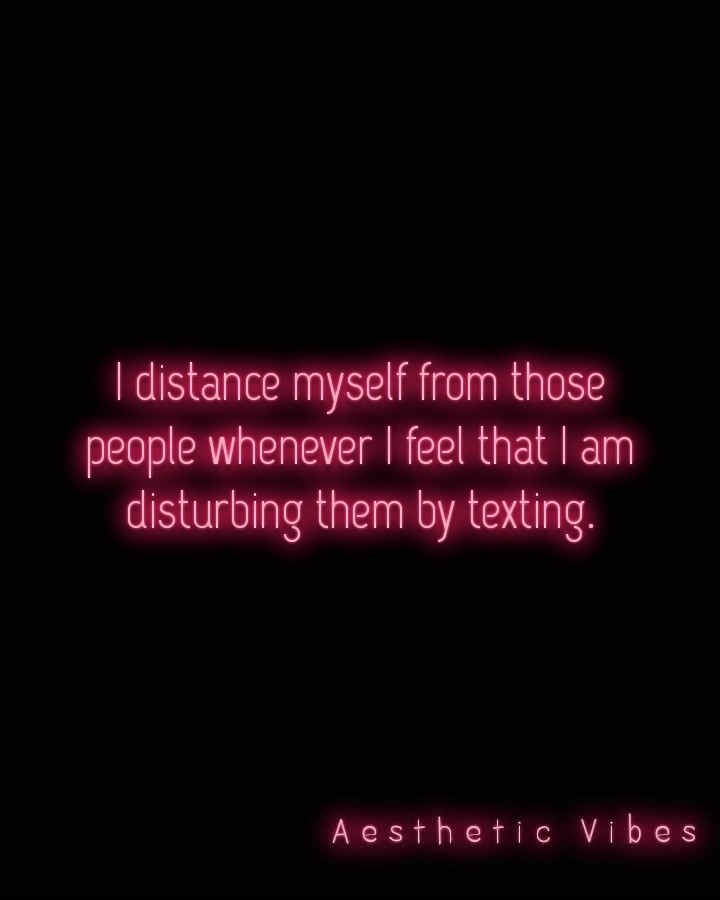 I distance myself from those
people whenever I feel that I am
disturbing them by texting.
Aesthetic Vibes